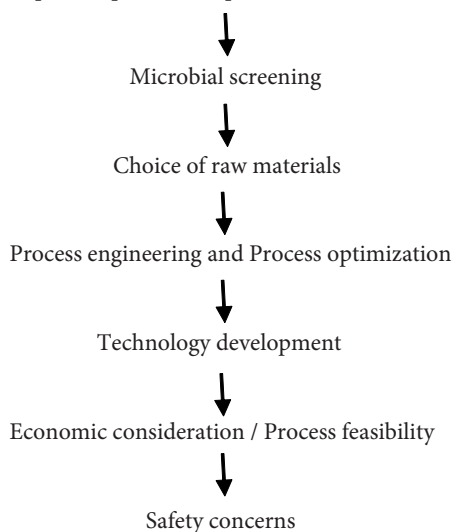 Microbial screening
Choice of raw materials
Process engineering and Process optimization
Technology development
Economic consideration / Process feasibility
Safety concerns